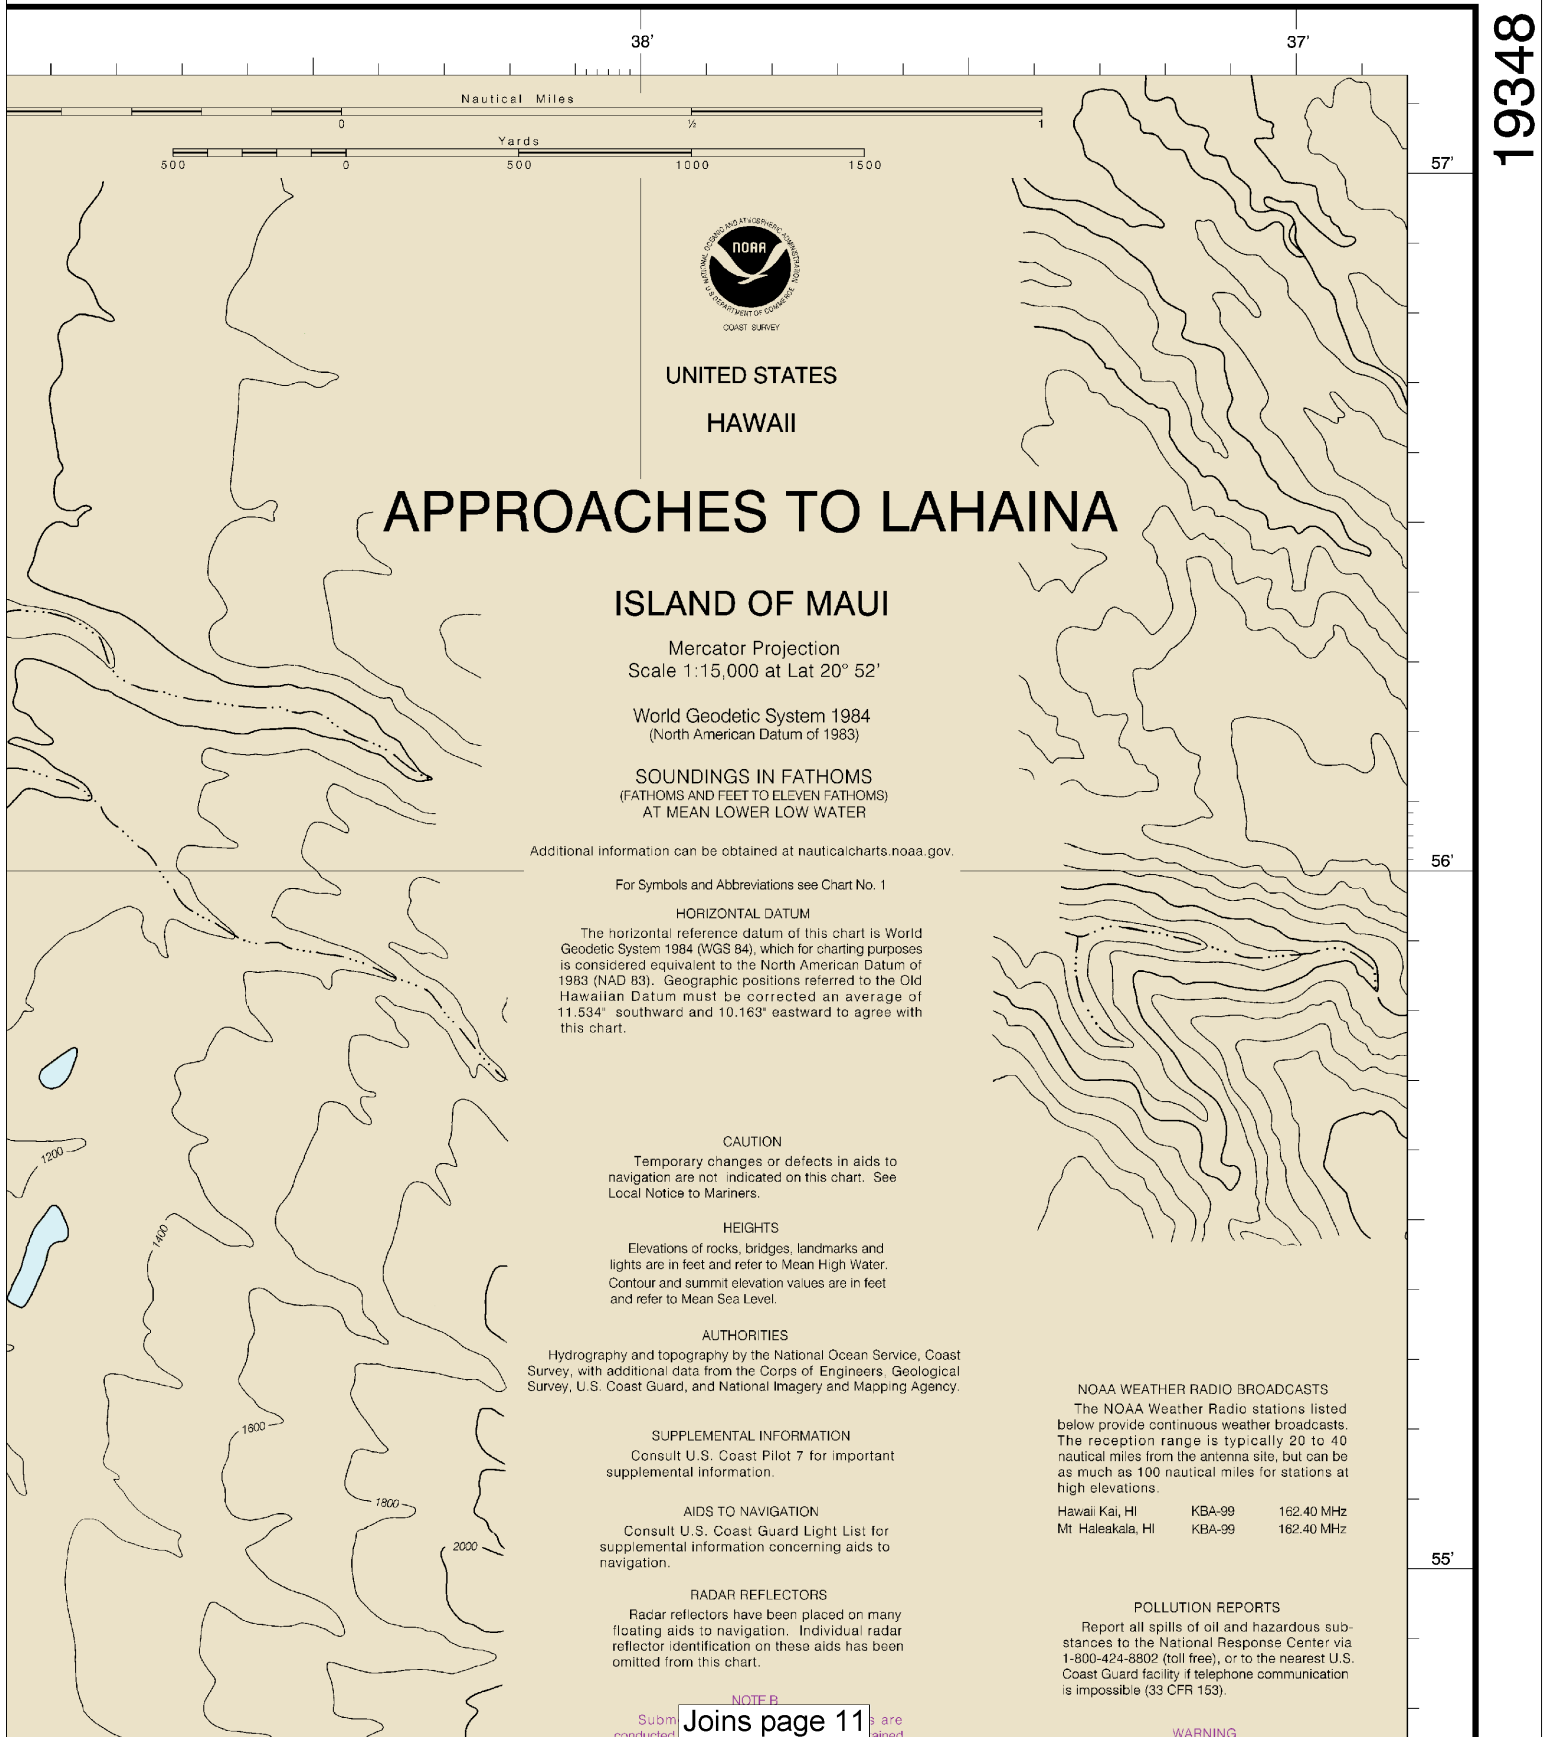 19348
38'
37'
Nautical Miles
0 ½ 1
Yards
500 0 500 1000 1500
57'
NATIONAL OCEANIC AND ATMOSPHERIC ADMINISTRATION
U.S. DEPARTMENT OF COMMERCE
NOAA
COAST SURVEY
UNITED STATES
HAWAII
APPROACHES TO LAHAINA
ISLAND OF MAUI
Mercator Projection
Scale 1:15,000 at Lat 20° 52'
World Geodetic System 1984
(North American Datum of 1983)
SOUNDINGS IN FATHOMS
(FATHOMS AND FEET TO ELEVEN FATHOMS)
AT MEAN LOWER LOW WATER
Additional information can be obtained at nauticalcharts.noaa.gov.
56'
For Symbols and Abbreviations see Chart No. 1
HORIZONTAL DATUM
The horizontal reference datum of this chart is World
Geodetic System 1984 (WGS 84), which for charting purposes
is considered equivalent to the North American Datum of
1983 (NAD 83). Geographic positions referred to the Old
Hawaiian Datum must be corrected an average of
11.534" southward and 10.163" eastward to agree with
this chart.
CAUTION
Temporary changes or defects in aids to
navigation are not indicated on this chart. See
Local Notice to Mariners.
1200
HEIGHTS
Elevations of rocks, bridges, landmarks and
lights are in feet and refer to Mean High Water.
Contour and summit elevation values are in feet
and refer to Mean Sea Level.
1400
AUTHORITIES
Hydrography and topography by the National Ocean Service, Coast
Survey, with additional data from the Corps of Engineers, Geological
Survey, U.S. Coast Guard, and National Imagery and Mapping Agency.
1600
SUPPLEMENTAL INFORMATION
Consult U.S. Coast Pilot 7 for important
supplemental information.
1800
AIDS TO NAVIGATION
Consult U.S. Coast Guard Light List for
supplemental information concerning aids to
navigation.
2000
RADAR REFLECTORS
Radar reflectors have been placed on many
floating aids to navigation. Individual radar
reflector identification on these aids has been
omitted from this chart.
NOAA WEATHER RADIO BROADCASTS
The NOAA Weather Radio stations listed
below provide continuous weather broadcasts.
The reception range is typically 20 to 40
nautical miles from the antenna site, but can be
as much as 100 nautical miles for stations at
high elevations.
Hawaii Kai, HI KBA-99 162.40 MHz
Mt Haleakala, HI KBA-99 162.40 MHz
55'
POLLUTION REPORTS
Report all spills of oil and hazardous sub-
stances to the National Response Center via
1-800-424-8802 (toll free), or to the nearest U.S.
Coast Guard facility if telephone communication
is impossible (33 CFR 153).
NOTE B
Subm s are
conducted ained
Joins page 11
WARNING